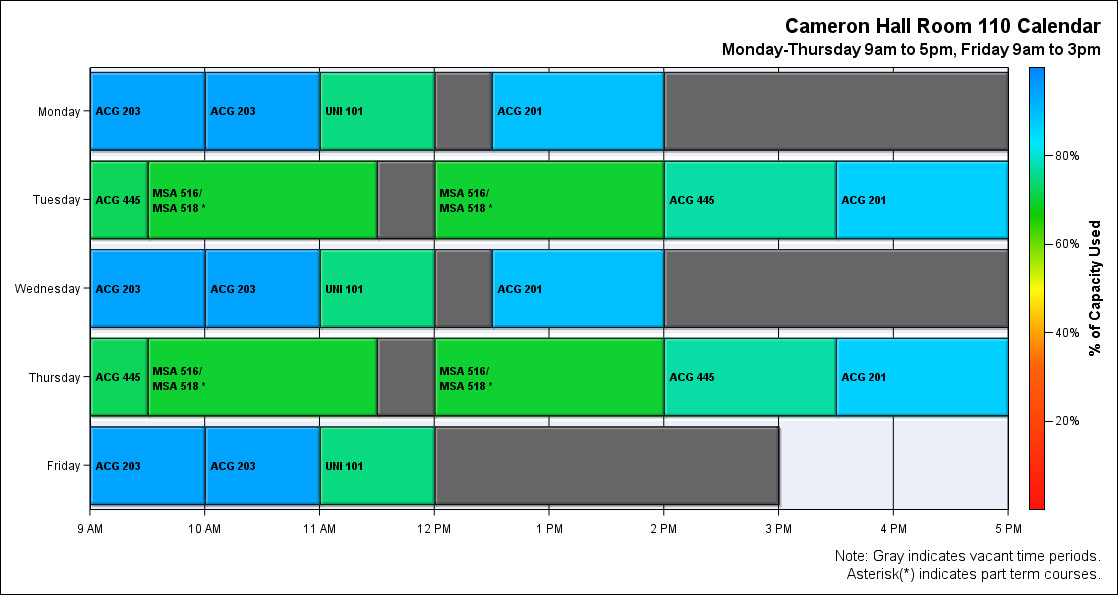 Cameron Hall Room 110 Calendar
Monday-Thursday 9am to 5pm, Friday 9am to 3pm
Monday
ACG 203
ACG 203
UNI 101
ACG 201
Tuesday
ACG 445
MSA 516/
MSA 518 *
MSA 516/
MSA 518 *
ACG 445
ACG 201
Wednesday
ACG 203
ACG 203
UNI 101
ACG 201
Thursday
ACG 445
MSA 516/
MSA 518 *
MSA 516/
MSA 518 *
ACG 445
ACG 201
Friday
ACG 203
ACG 203
UNI 101
9 AM
10 AM
11 AM
12 PM
1 PM
2 PM
3 PM
4 PM
5 PM
80%
60%
40%
20%
% of Capacity Used
Note: Gray indicates vacant time periods.
Asterisk(*) indicates part term courses.